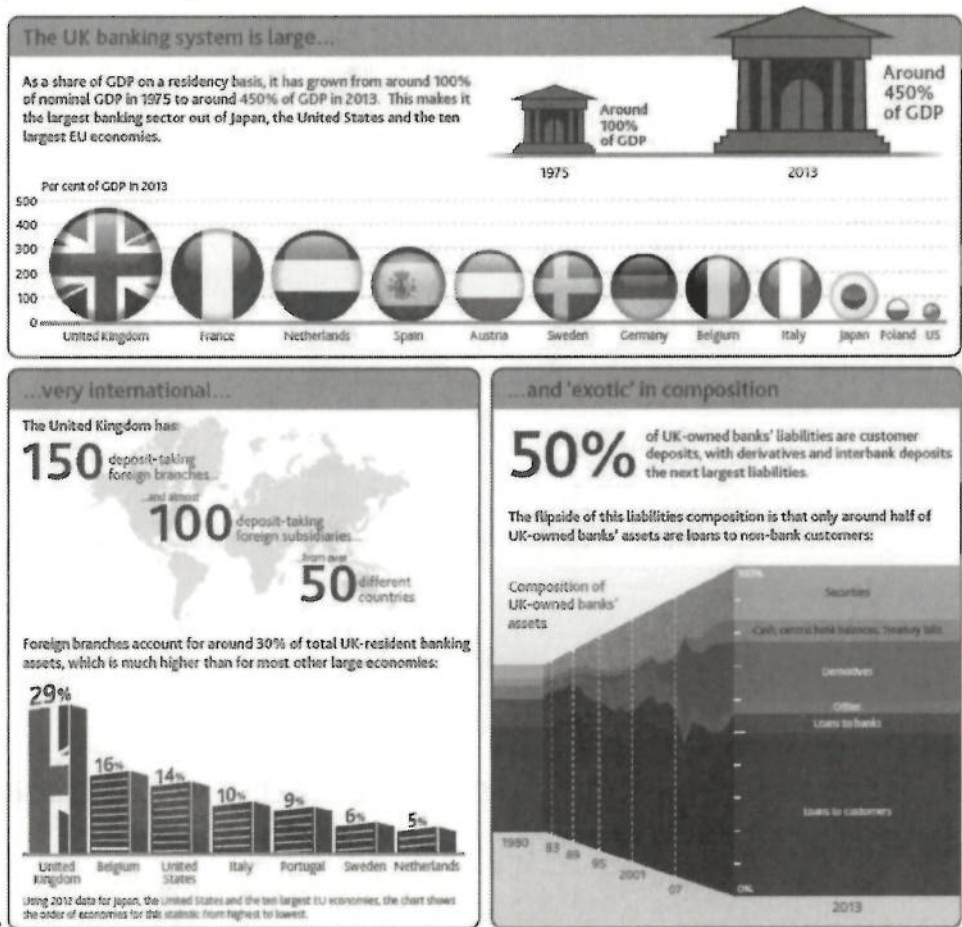 The UK banking system is large...
As a share of GDP on a residency basis, it has grown from around 100%
of nominal GDP in 1975 to around 450% of GDP in 2013. This makes it
the largest banking sector out of Japan, the United States and the ten
largest EU economies.
Around
100%
of GDP
1975
Around
450%
of GDP
2013
Per cent of GDP in 2013
500
400
300
200
100
0
United Kingdom
France
Netherlands
Spain
Austria
Sweden
Germany
Belgium
Italy
Japan
Poland
US
...very international...
The United Kingdom has
150 deposit-taking
foreign branches...
...and almost
100 deposit-taking
foreign subsidiaries...
...from over
50 different
countries
Foreign branches account for around 30% of total UK-resident banking
assets, which is much higher than for most other large economies:
29%
16%
14%
10%
9%
6%
5%
United
Kingdom
Belgium
United
States
Italy
Portugal
Sweden
Netherlands
Using 2012 data for Japan, the United States and the ten largest EU economies, the chart shows
the order of economies for this statistic from highest to lowest.
...and 'exotic' in composition
50% of UK-owned banks' liabilities are customer
deposits, with derivatives and interbank deposits
the next largest liabilities.
The flipside of this liabilities composition is that only around half of
UK-owned banks' assets are loans to non-bank customers:
Composition of
UK-owned banks'
assets
100%
Securities
Cash, central bank balances, Treasury bills
Derivatives
Other
Loans to banks
Loans to customers
0%
1980
83
89
95
2001
07
2013